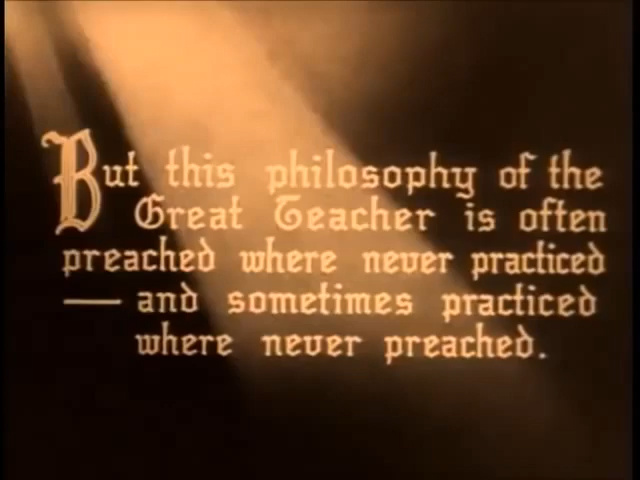 But this philosophy of the
Great Teacher is often
preached where never practiced
— and sometimes practiced
where never preached.